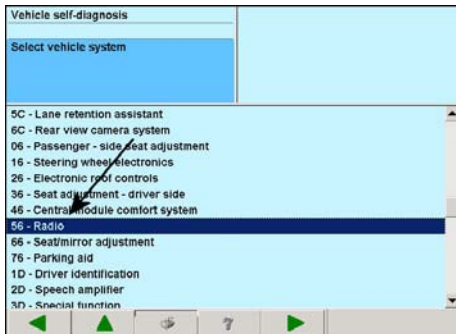 Vehicle self-diagnosis
Select vehicle system
5C - Lane retention assistant
6C - Rear view camera system
06 - Passenger - side seat adjustment
16 - Steering wheel electronics
26 - Electronic roof controls
36 - Seat adjustment - driver side
46 - Central module comfort system
56 - Radio
66 - Seat/mirror adjustment
76 - Parking aid
1D - Driver identification
2D - Speech amplifier
3D - Special function